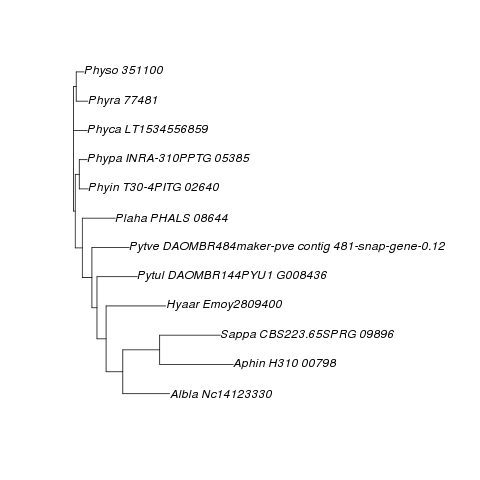 Physo 351100
Phyra 77481
Phyca LT1534556859
Phypa INRA-310PPTG 05385
Phyin T30-4PITG 02640
Plaha PHALS 08644
Pytve DAOMBR484maker-pve contig 481-snap-gene-0.12
Pytul DAOMBR144PYU1 G008436
Hyaar Emoy2809400
Sappa CBS223.65SPRG 09896
Aphin H310 00798
Albla Nc14123330